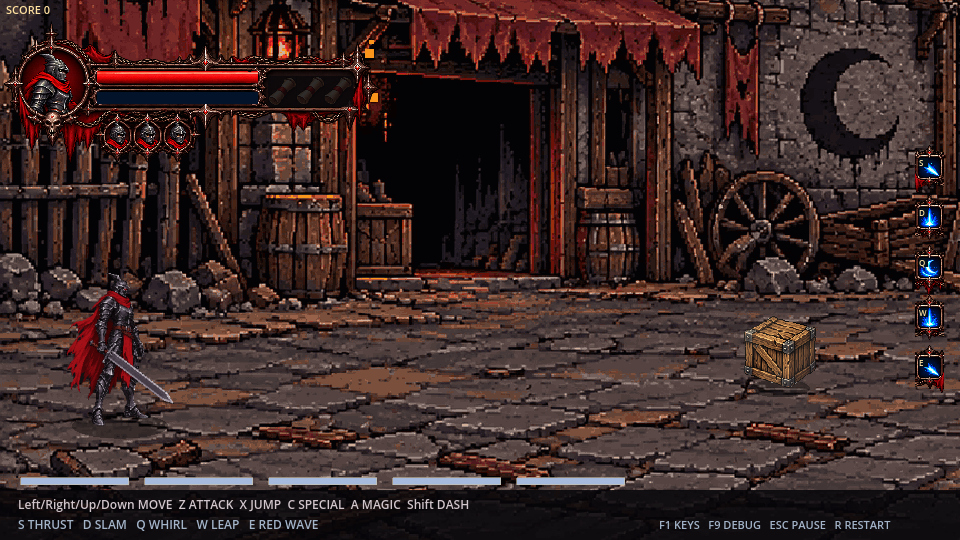 SCORE 0
S
D
Q
W
E
Left/Right/Up/Down MOVE  Z ATTACK  X JUMP  C SPECIAL  A MAGIC  Shift DASH
S THRUST  D SLAM  Q WHIRL  W LEAP  E RED WAVE
F1 KEYS  F9 DEBUG  ESC PAUSE  R RESTART